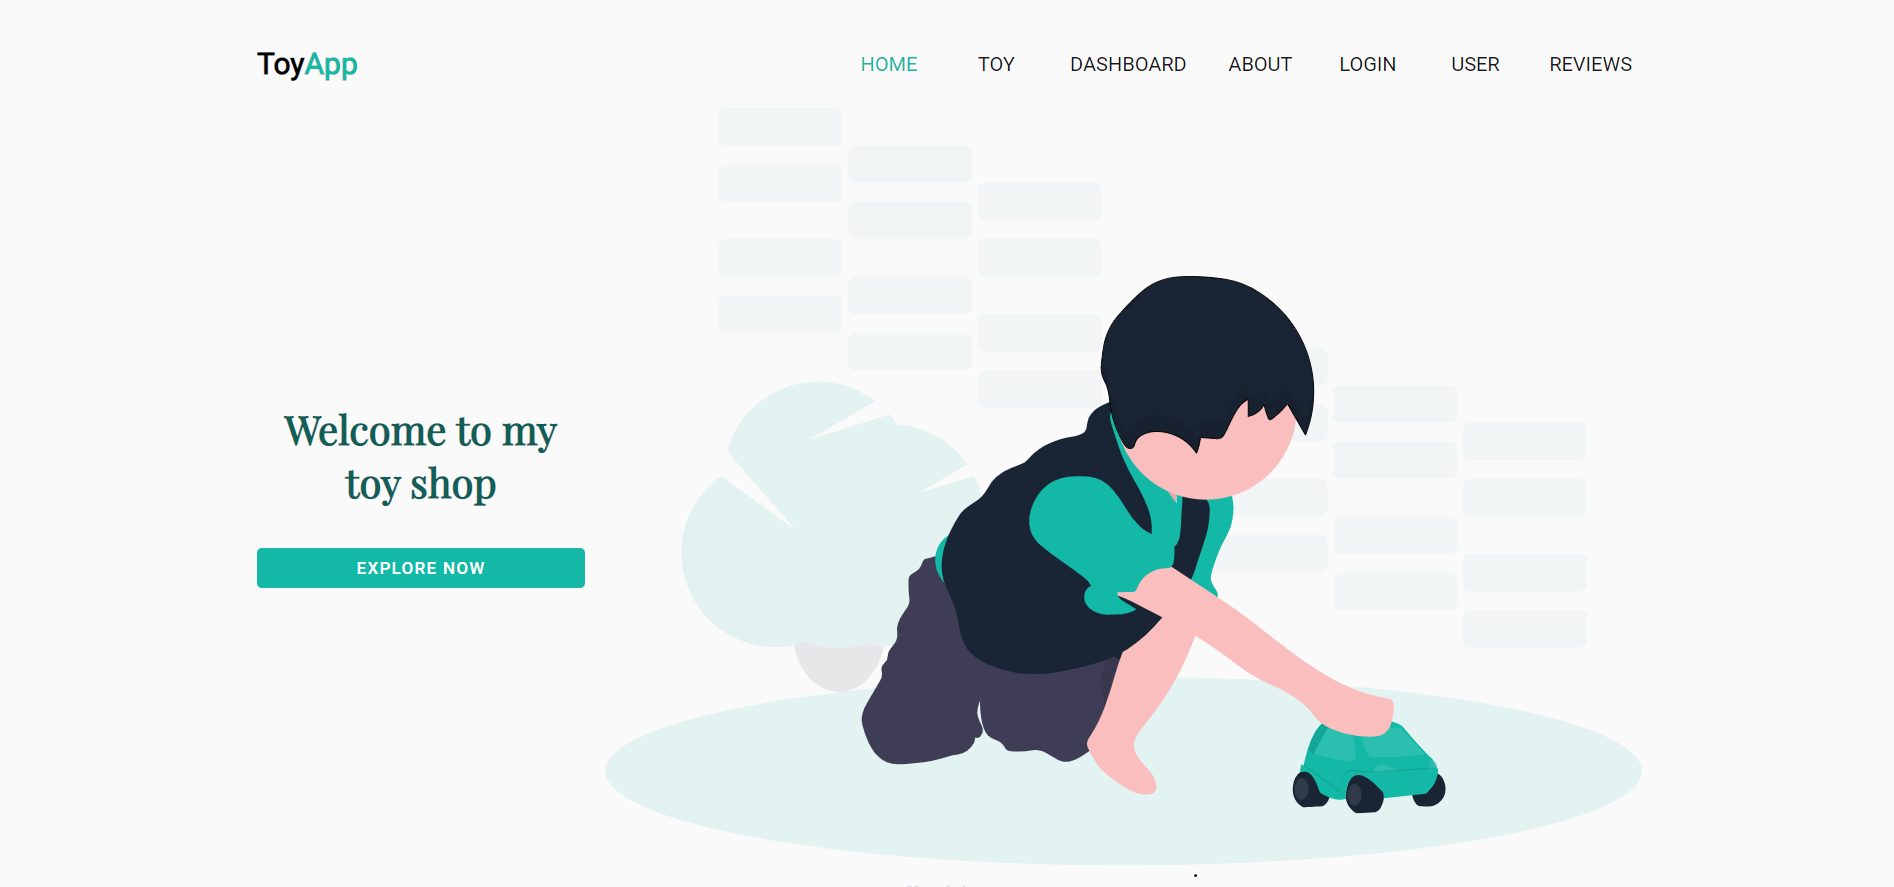 ToyApp
HOME TOY DASHBOARD ABOUT LOGIN USER REVIEWS
Welcome to my
toy shop
EXPLORE NOW